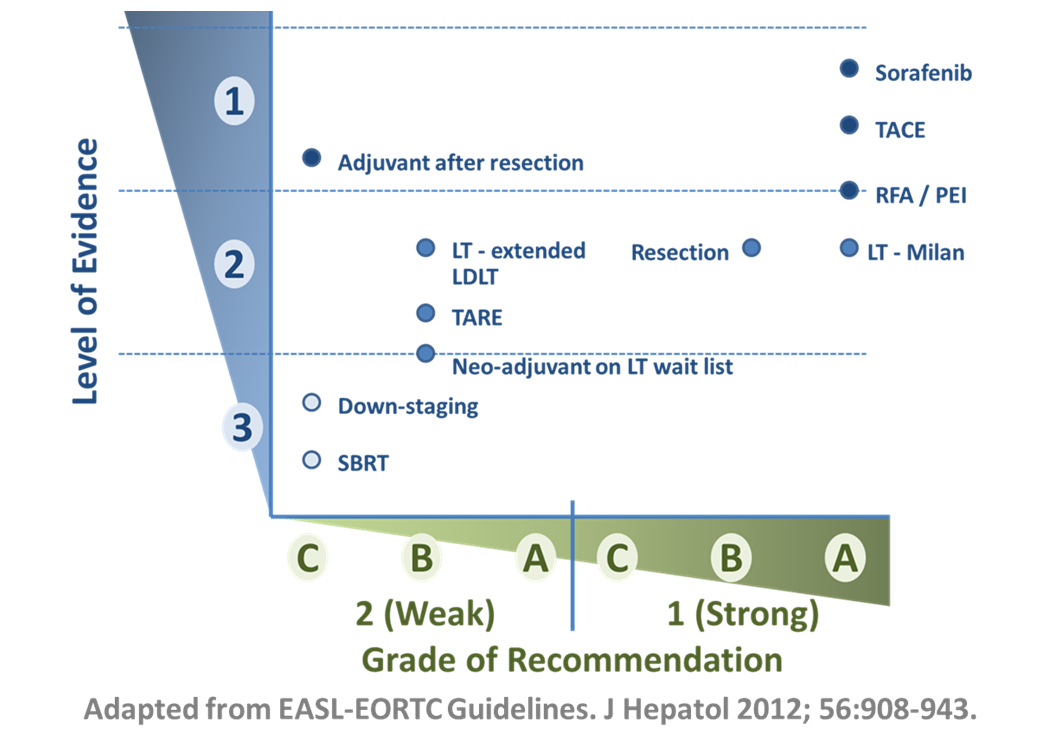 Level of Evidence
1
2
3
Sorafenib
TACE
Adjuvant after resection
RFA / PEI
LT - extended
LDLT
Resection
LT - Milan
TARE
Neo-adjuvant on LT wait list
Down-staging
SBRT
C B A C B A
2 (Weak) 1 (Strong)
Grade of Recommendation
Adapted from EASL-EORTC Guidelines. J Hepatol 2012; 56:908-943.